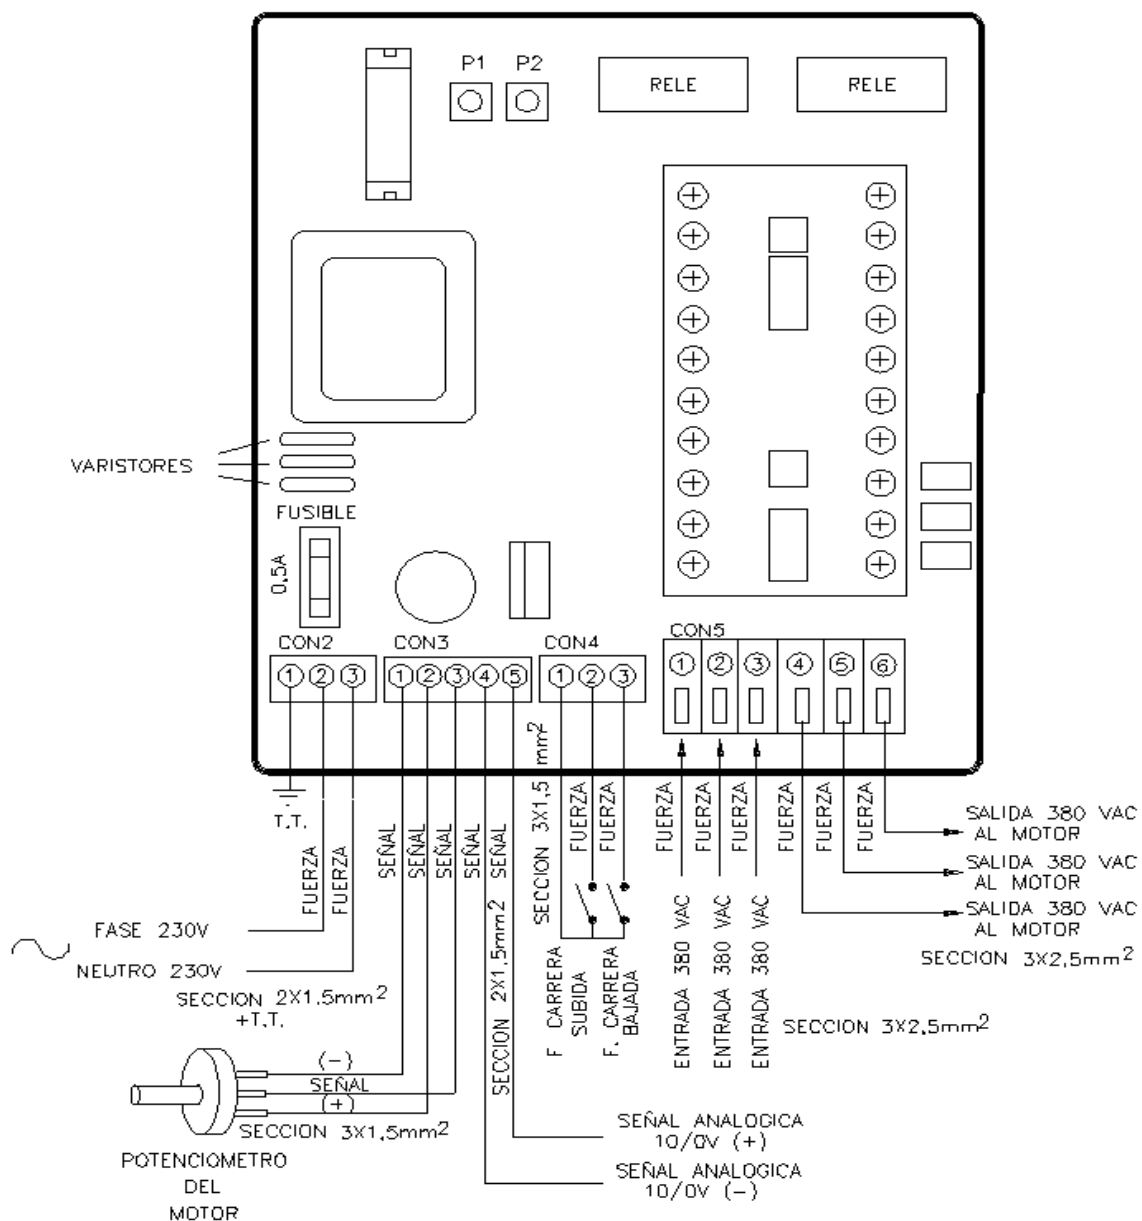 P1
P2
RELE
RELE
VARISTORES
FUSIBLE
0.5A
CON2
CON3
CON4
CON5
1
2
3
1
2
3
4
5
1
2
3
1
2
3
4
5
6
T.T.
FUERZA
FUERZA
SEÑAL
SEÑAL
SEÑAL
SEÑAL
SEÑAL
SECCION 3X1,5 mm2
FUERZA
FUERZA
FUERZA
FUERZA
FUERZA
FUERZA
FUERZA
FUERZA
SALIDA 380 VAC
AL MOTOR
SALIDA 380 VAC
AL MOTOR
SALIDA 380 VAC
AL MOTOR
SECCION 3X2,5mm2
FASE 230V
NEUTRO 230V
SECCION 2X1,5mm2
+T.T.
SECCION 2X1,5mm2
F CARRERA
SUBIDA
F. CARRERA
BAJADA
ENTRADA 380 VAC
ENTRADA 380 VAC
ENTRADA 380 VAC
SECCION 3X2,5mm2
(-)
SEÑAL
(+)
SECCION 3X1,5mm2
POTENCIOMETRO
DEL
MOTOR
SEÑAL ANALOGICA
10/0V (+)
SEÑAL ANALOGICA
10/0V (-)